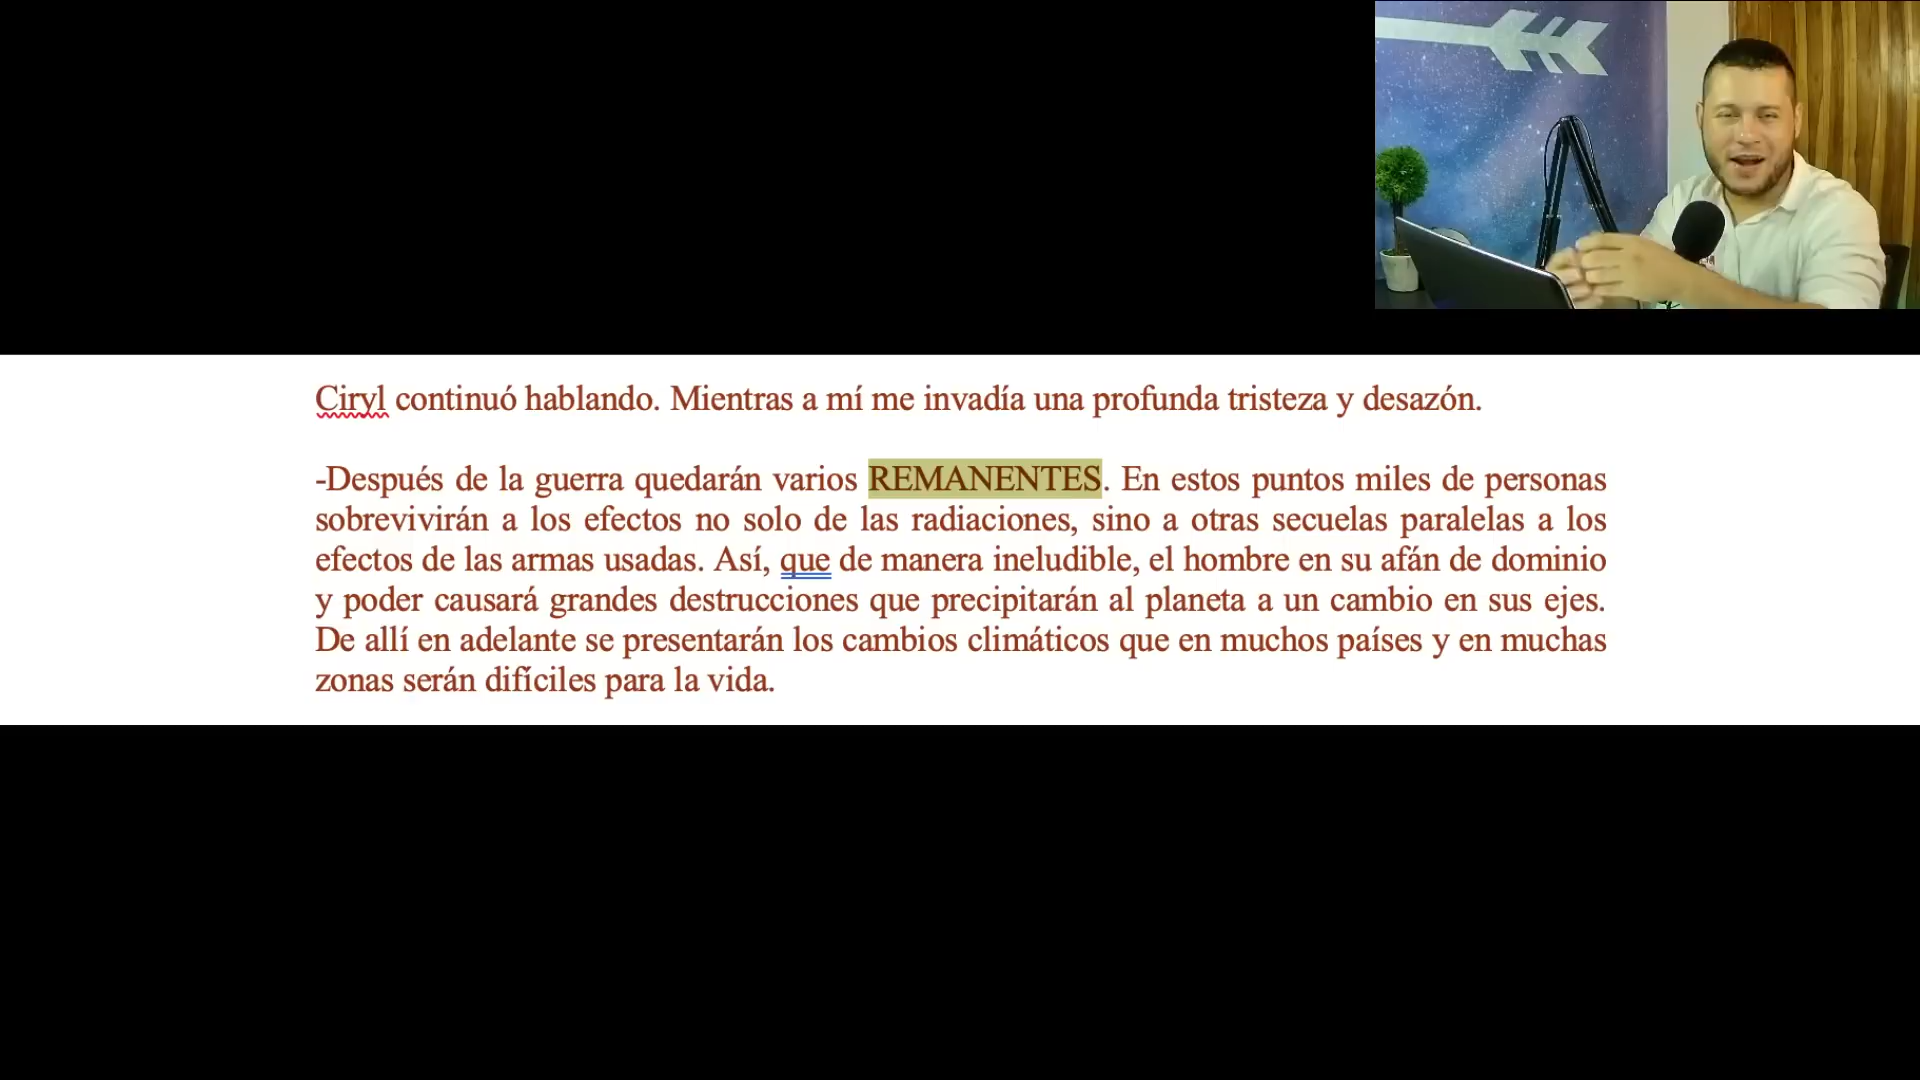 Ciryl continuó hablando. Mientras a mí me invadía una profunda tristeza y desazón.
-Después de la guerra quedarán varios REMANENTES. En estos puntos miles de personas
sobrevivirán a los efectos no solo de las radiaciones, sino a otras secuelas paralelas a los
efectos de las armas usadas. Así, que de manera ineludible, el hombre en su afán de dominio
y poder causará grandes destrucciones que precipitarán al planeta a un cambio en sus ejes.
De allí en adelante se presentarán los cambios climáticos que en muchos países y en muchas
zonas serán difíciles para la vida.